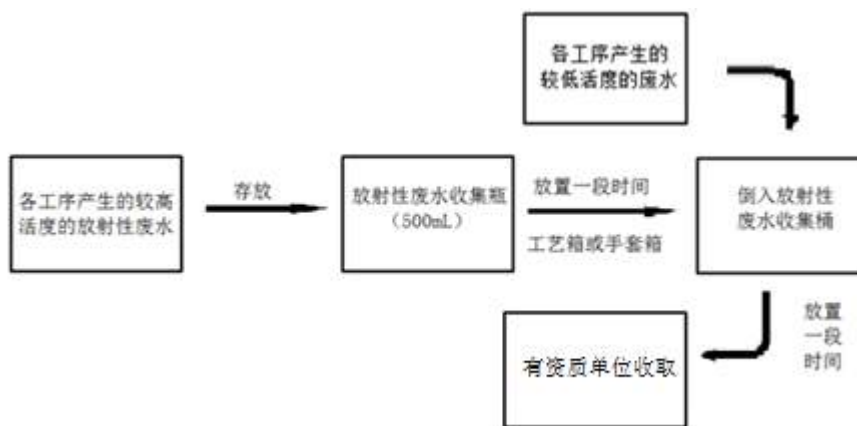 各工序产生的
较低活度的废水
各工序产生的较高
活度的放射性废水
存放
放射性废水收集瓶
（500mL）
放置一段时间
工艺箱或手套箱
倒入放射性
废水收集桶
放置
一段
时间
有资质单位收取